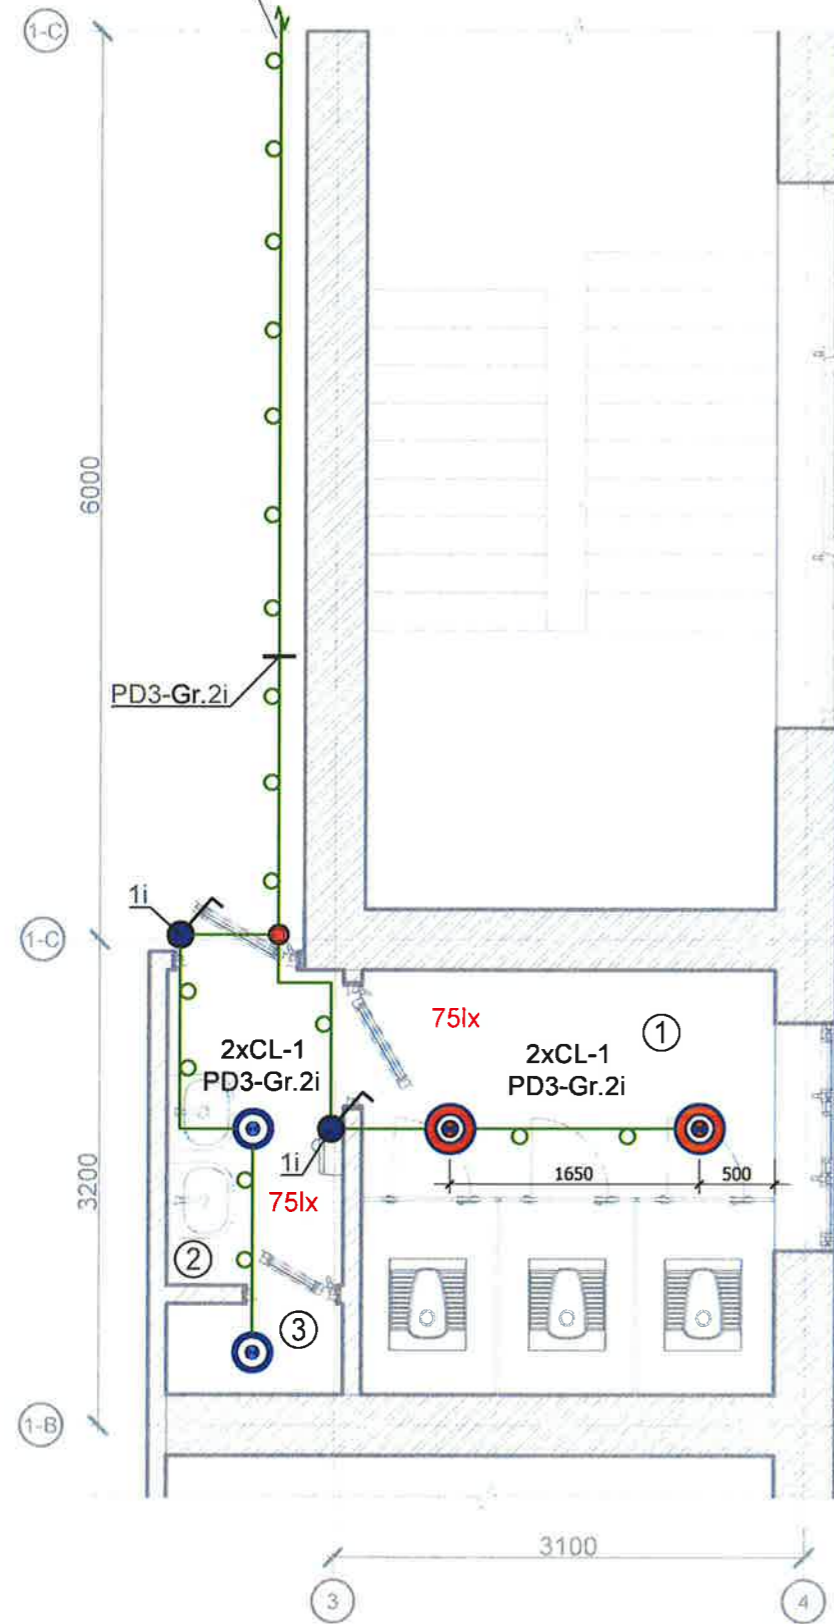 1-C
6000
PD3-Gr.2i
1i
1-C
75lx
1
2xCL-1
PD3-Gr.2i
2xCL-1
PD3-Gr.2i
1i
1650
500
3200
75lx
2
3
1-B
3100
3
4